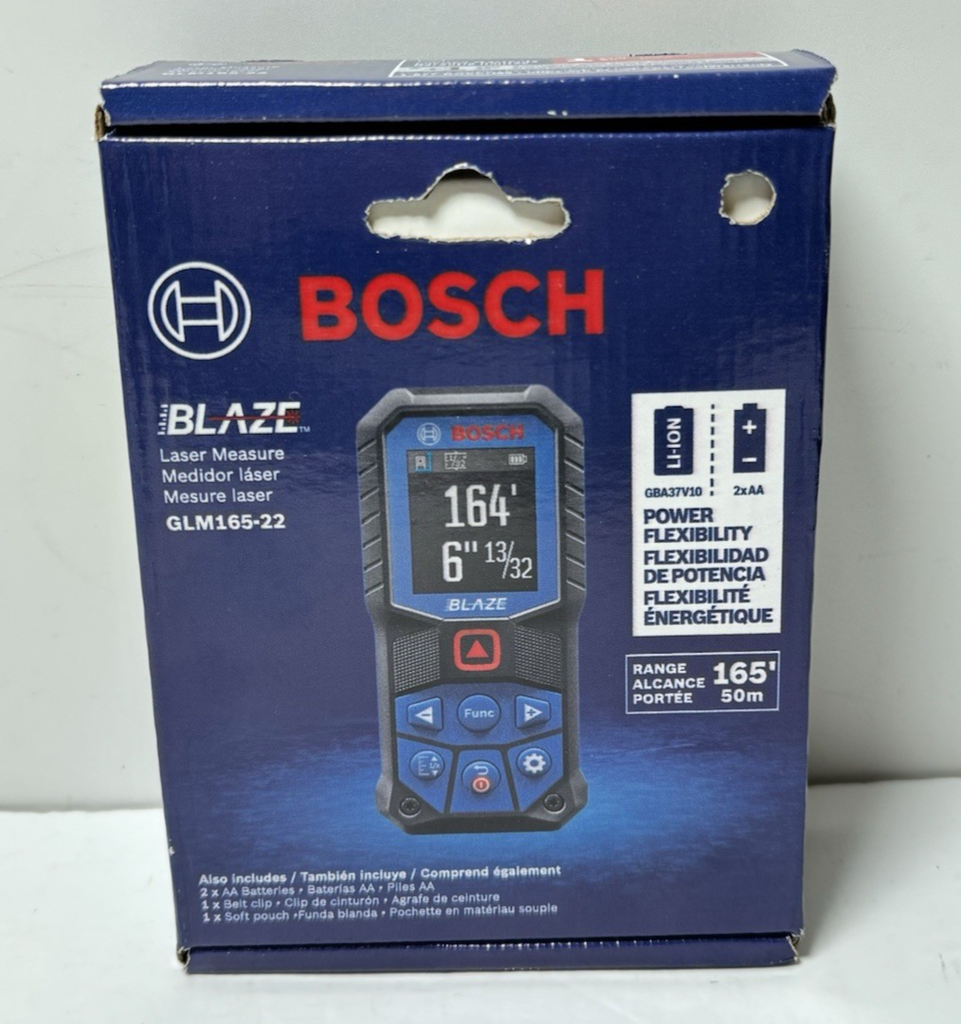 BOSCH
BLAZE™
Laser Measure
Medidor láser
Mesure laser
GLM165-22
BOSCH
164'
6" 13/32
BLAZE
Func
LI-ION
+
–
GBA37V10
2xAA
POWER
FLEXIBILITY
FLEXIBILIDAD
DE POTENCIA
FLEXIBILITÉ
ÉNERGÉTIQUE
RANGE
ALCANCE
PORTÉE
165'
50m
Also includes / También incluye / Comprend également
2 x AA Batteries • Baterías AA • Piles AA
1 x Belt clip • Clip de cinturón • Agrafe de ceinture
1 x Soft pouch • Funda blanda • Pochette en matériau souple